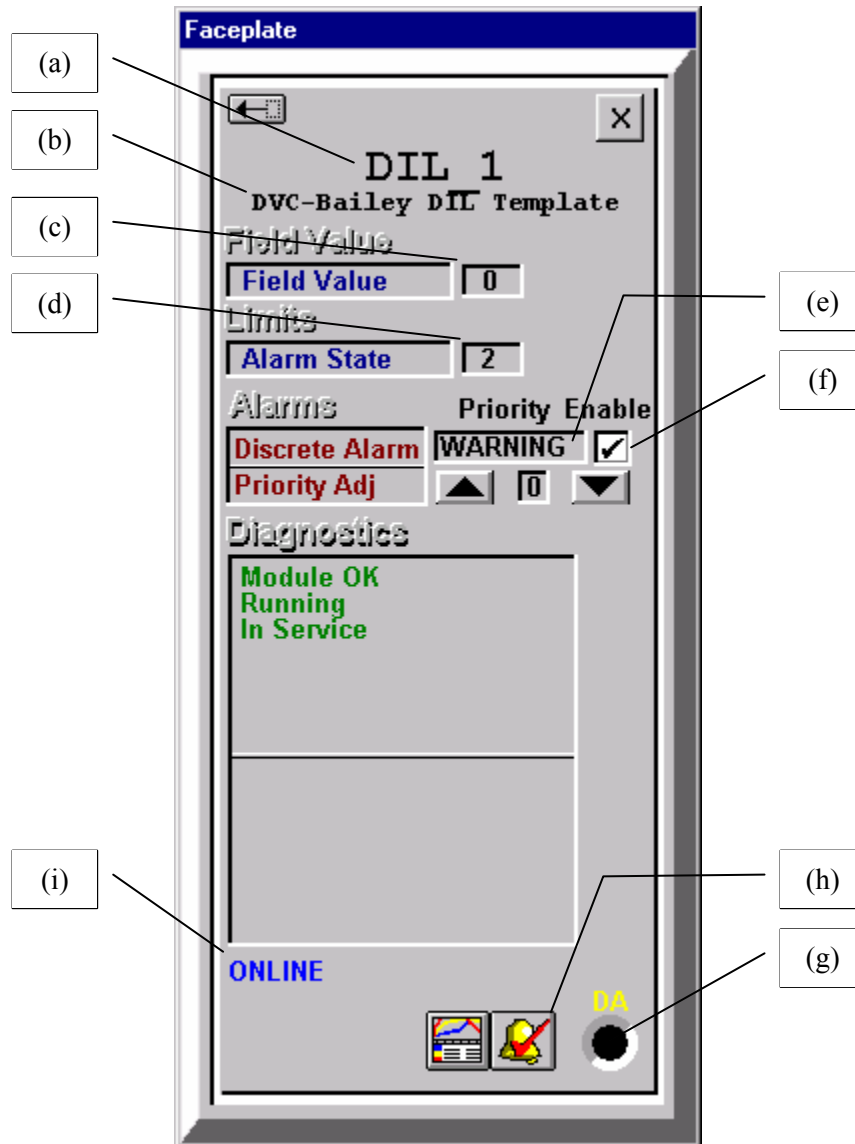 Faceplate
(a)
(b)
X
DIL 1
DVC-Bailey DIL Template
(c)
Field Value
Field Value 0
(d)
(e)
Limits
Alarm State 2
(f)
Alarms Priority Enable
Discrete Alarm WARNING
Priority Adj 0
Diagnostics
Module OK
Running
In Service
(i)
(h)
ONLINE
(g)
DA